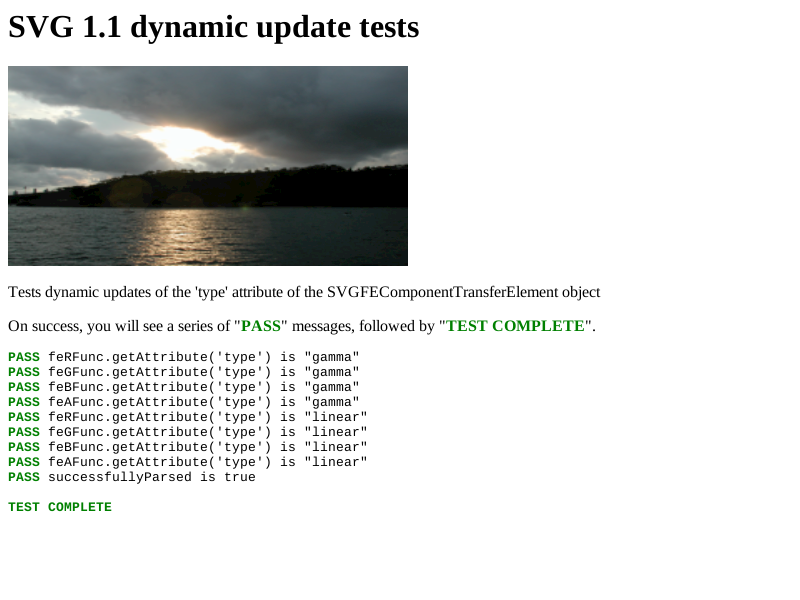 SVG 1.1 dynamic update tests
Tests dynamic updates of the 'type' attribute of the SVGFEComponentTransferElement object
On success, you will see a series of "PASS" messages, followed by "TEST COMPLETE".
PASS feRFunc.getAttribute('type') is "gamma"
PASS feGFunc.getAttribute('type') is "gamma"
PASS feBFunc.getAttribute('type') is "gamma"
PASS feAFunc.getAttribute('type') is "gamma"
PASS feRFunc.getAttribute('type') is "linear"
PASS feGFunc.getAttribute('type') is "linear"
PASS feBFunc.getAttribute('type') is "linear"
PASS feAFunc.getAttribute('type') is "linear"
PASS successfullyParsed is true
TEST COMPLETE